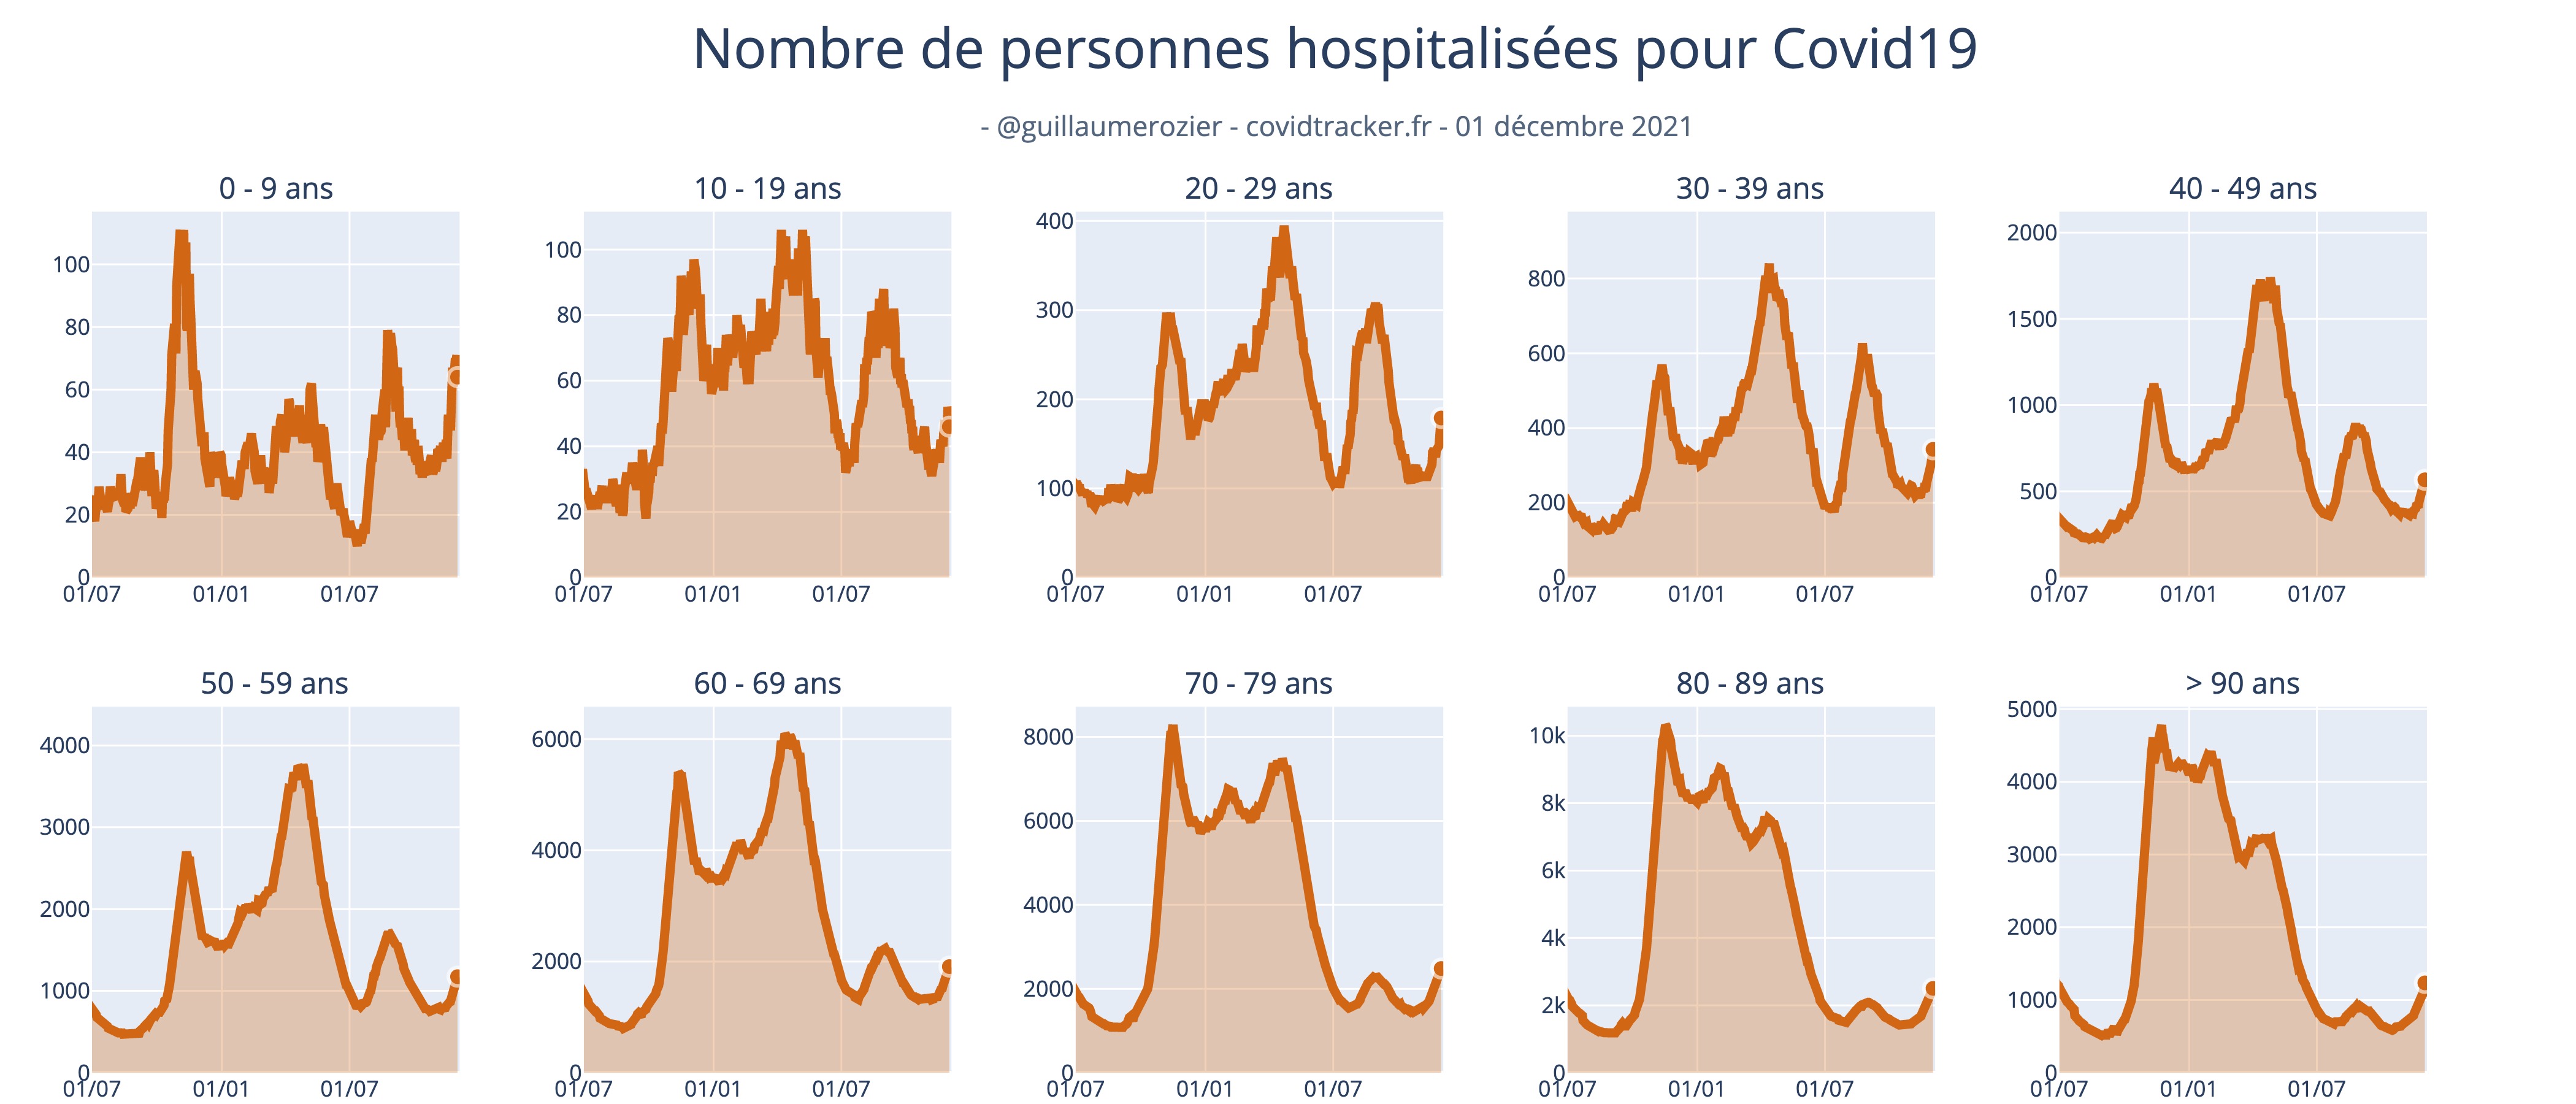 Nombre de personnes hospitalisées pour Covid19
- @guillaumerozier - covidtracker.fr - 01 décembre 2021
0 - 9 ans
100
80
60
40
20
0
01/07 01/01 01/07
10 - 19 ans
100
80
60
40
20
0
01/07 01/01 01/07
20 - 29 ans
400
300
200
100
0
01/07 01/01 01/07
30 - 39 ans
800
600
400
200
0
01/07 01/01 01/07
40 - 49 ans
2000
1500
1000
500
0
01/07 01/01 01/07
50 - 59 ans
4000
3000
2000
1000
0
01/07 01/01 01/07
60 - 69 ans
6000
4000
2000
0
01/07 01/01 01/07
70 - 79 ans
8000
6000
4000
2000
0
01/07 01/01 01/07
80 - 89 ans
10k
8k
6k
4k
2k
0
01/07 01/01 01/07
> 90 ans
5000
4000
3000
2000
1000
0
01/07 01/01 01/07